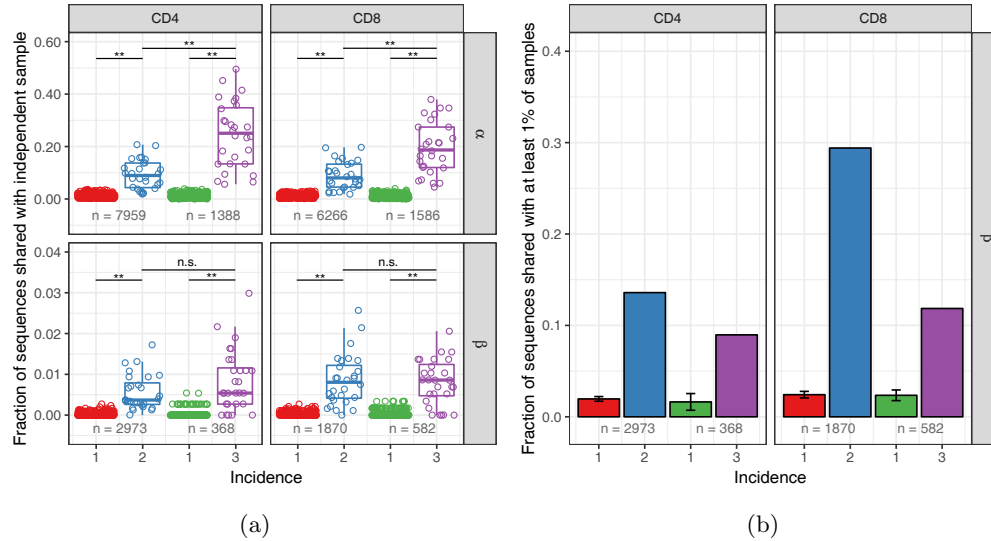 CD4
CD8
Fraction of sequences shared with independent sample
0.60
0.40
0.20
0.00
**
**
**
n = 7959
n = 1388
**
**
**
n = 6266
n = 1586
α
0.04
0.03
0.02
0.01
0.00
n.s.
**
**
n = 2973
n = 368
n.s.
**
**
n = 1870
n = 582
β
1
2
1
3
1
2
1
3
Incidence
(a)
CD4
CD8
Fraction of sequences shared with at least 1% of samples
0.4
0.3
0.2
0.1
0.0
n = 2973
n = 368
n = 1870
n = 582
1
2
1
3
1
2
1
3
Incidence
(b)